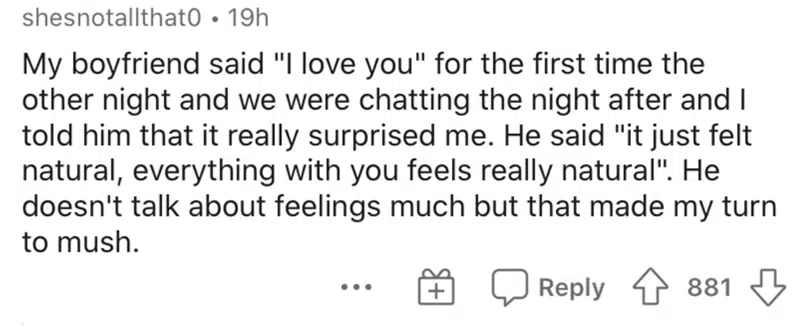 shesnotallthat0 • 19h
My boyfriend said "I love you" for the first time the
other night and we were chatting the night after and I
told him that it really surprised me. He said "it just felt
natural, everything with you feels really natural". He
doesn't talk about feelings much but that made my turn
to mush.
... Reply 881